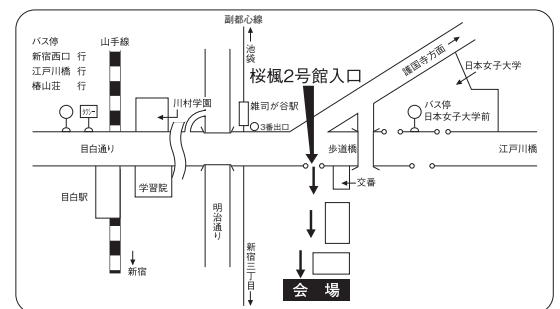 副都心線
池袋
バス停
新宿西口 行
江戸川橋 行
椿山荘 行
山手線
タクシー
川村学園
雑司が谷駅
3番出口
桜楓2号館入口
護国寺方面
日本女子大学
バス停
日本女子大学前
目白通り
歩道橋
江戸川橋
目白駅
学習院
明治通り
交番
新宿
新宿三丁目
会場